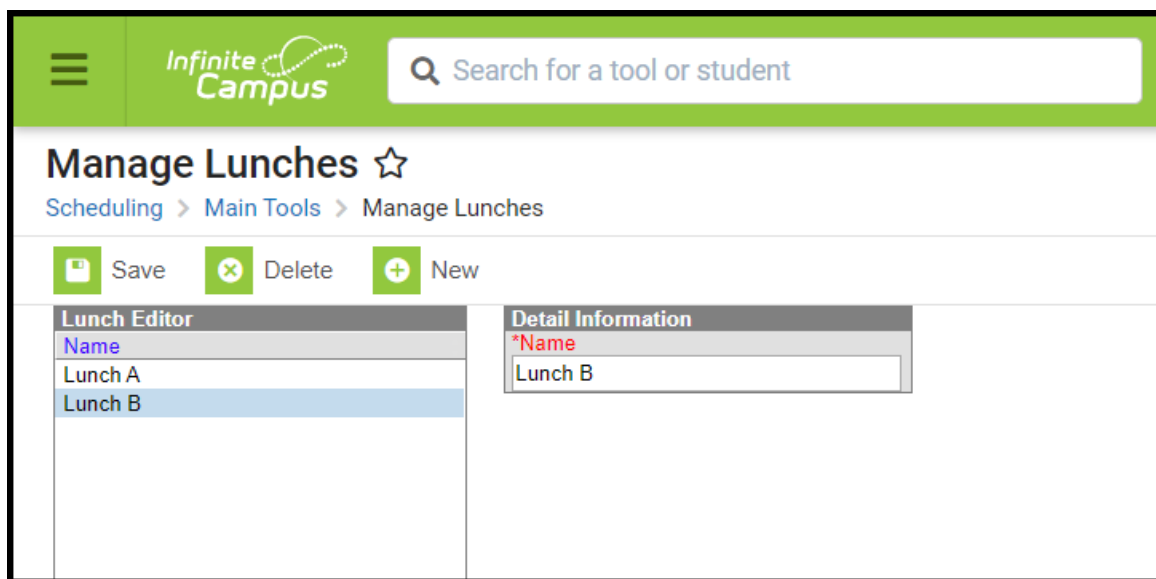 Infinite
Campus
Search for a tool or student
Manage Lunches
Scheduling > Main Tools > Manage Lunches
Save Delete New
Lunch Editor
Name
Lunch A
Lunch B
Detail Information
*Name
Lunch B